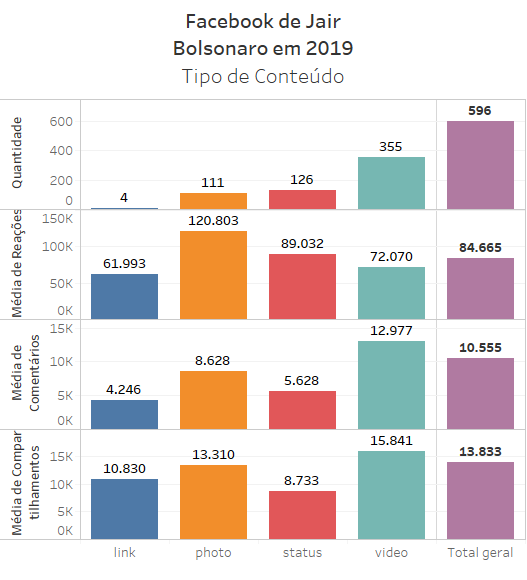 Facebook de Jair
Bolsonaro em 2019
Tipo de Conteúdo
Quantidade
600
400
200
0
4
111
126
355
596
Média de Reações
150K
100K
50K
0K
61.993
120.803
89.032
72.070
84.665
Média de
Comentários
15K
10K
5K
0K
4.246
8.628
5.628
12.977
10.555
Média de Compar
tilhamentos
15K
10K
5K
0K
10.830
13.310
8.733
15.841
13.833
link
photo
status
video
Total geral